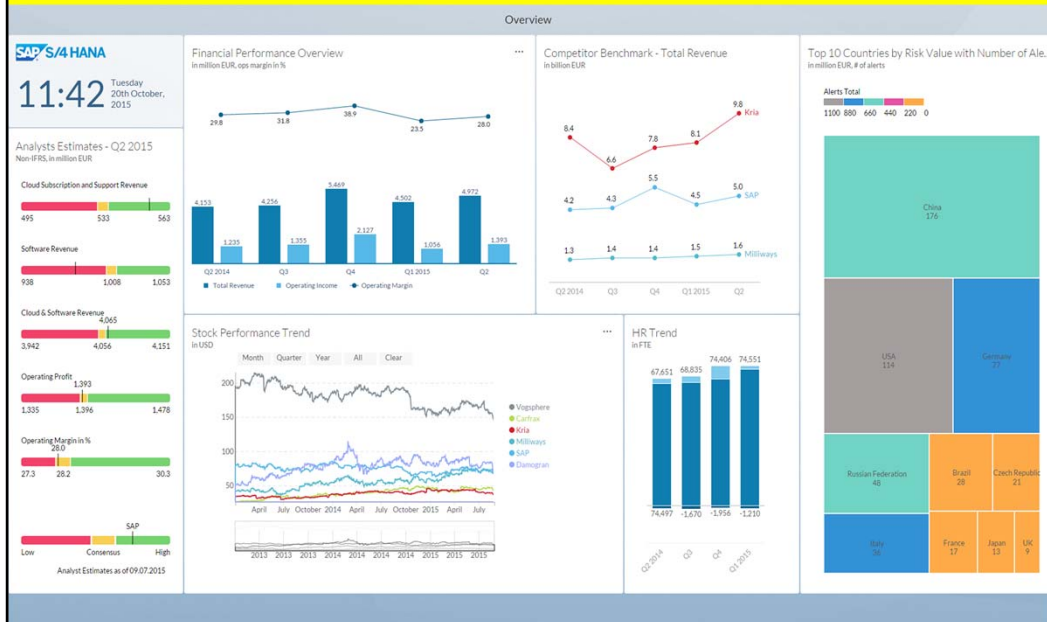 Overview
SAP S/4 HANA
11:42
Tuesday
20th October,
2015
Analysts Estimates - Q2 2015
Non-IFRS, in million EUR
Cloud Subscription and Support Revenue
495 533 563
Software Revenue
938 1,008 1,053
Cloud & Software Revenue
4,065
3,942 4,056 4,151
Operating Profit
1,393
1,335 1,396 1,478
Operating Margin in %
28.0
27.3 28.2 30.3
SAP
Low Consensus High
Analyst Estimates as of 09.07.2015
Financial Performance Overview
in million EUR, ops margin in %
...
29.8 31.8 38.9 23.5 28.0
4,153 1,235 4,256 1,355 5,469 2,127 4,502 1,056 4,972 1,393
Q2 2014 Q3 Q4 Q1 2015 Q2
Total Revenue Operating Income Operating Margin
Competitor Benchmark - Total Revenue
in billion EUR
8.4 6.6 7.8 8.1 9.8 Kria
4.2 4.3 5.5 4.5 5.0 SAP
1.3 1.4 1.4 1.5 1.6 Milliways
Q2 2014 Q3 Q4 Q1 2015 Q2
Stock Performance Trend
in USD
...
Month Quarter Year All Clear
200
150
100
50
Vogsphere
Carfrax
Kria
Milliways
SAP
Damogran
April July October 2014 April July October 2015 April July
2013 2013 2013 2014 2014 2014 2014 2015 2015 2015
HR Trend
in FTE
67,651 68,835 74,406 74,551
74,497 -1,670 -1,956 -1,210
Q2 2014 Q3 Q4 Q1 2015
Top 10 Countries by Risk Value with Number of Ale...
in million EUR, # of alerts
Alerts Total
1100 880 660 440 220 0
China
176
USA
114
Germany
77
Russian Federation
48
Brazil
28
Czech Republic
21
Italy
36
France
17
Japan
13
UK
9